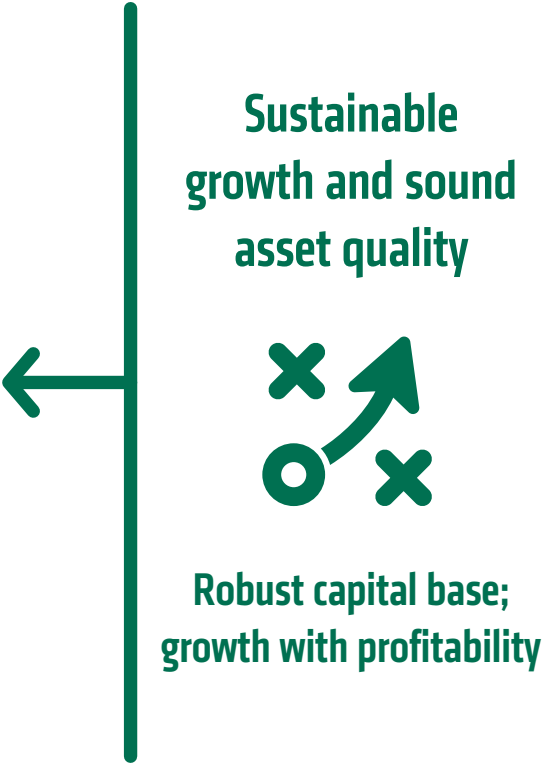 Sustainable
growth and sound
asset quality
Robust capital base;
growth with profitability